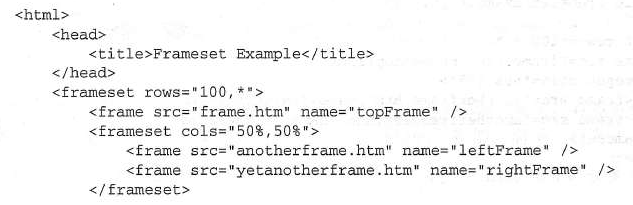 <html>
<head>
<title>Frameset Example</title>
</head>
<frameset rows="100,*">
<frame src="frame.htm" name="topFrame" />
<frameset cols="50%,50%">
<frame src="anotherframe.htm" name="leftFrame" />
<frame src="yetanotherframe.htm" name="rightFrame" />
</frameset>